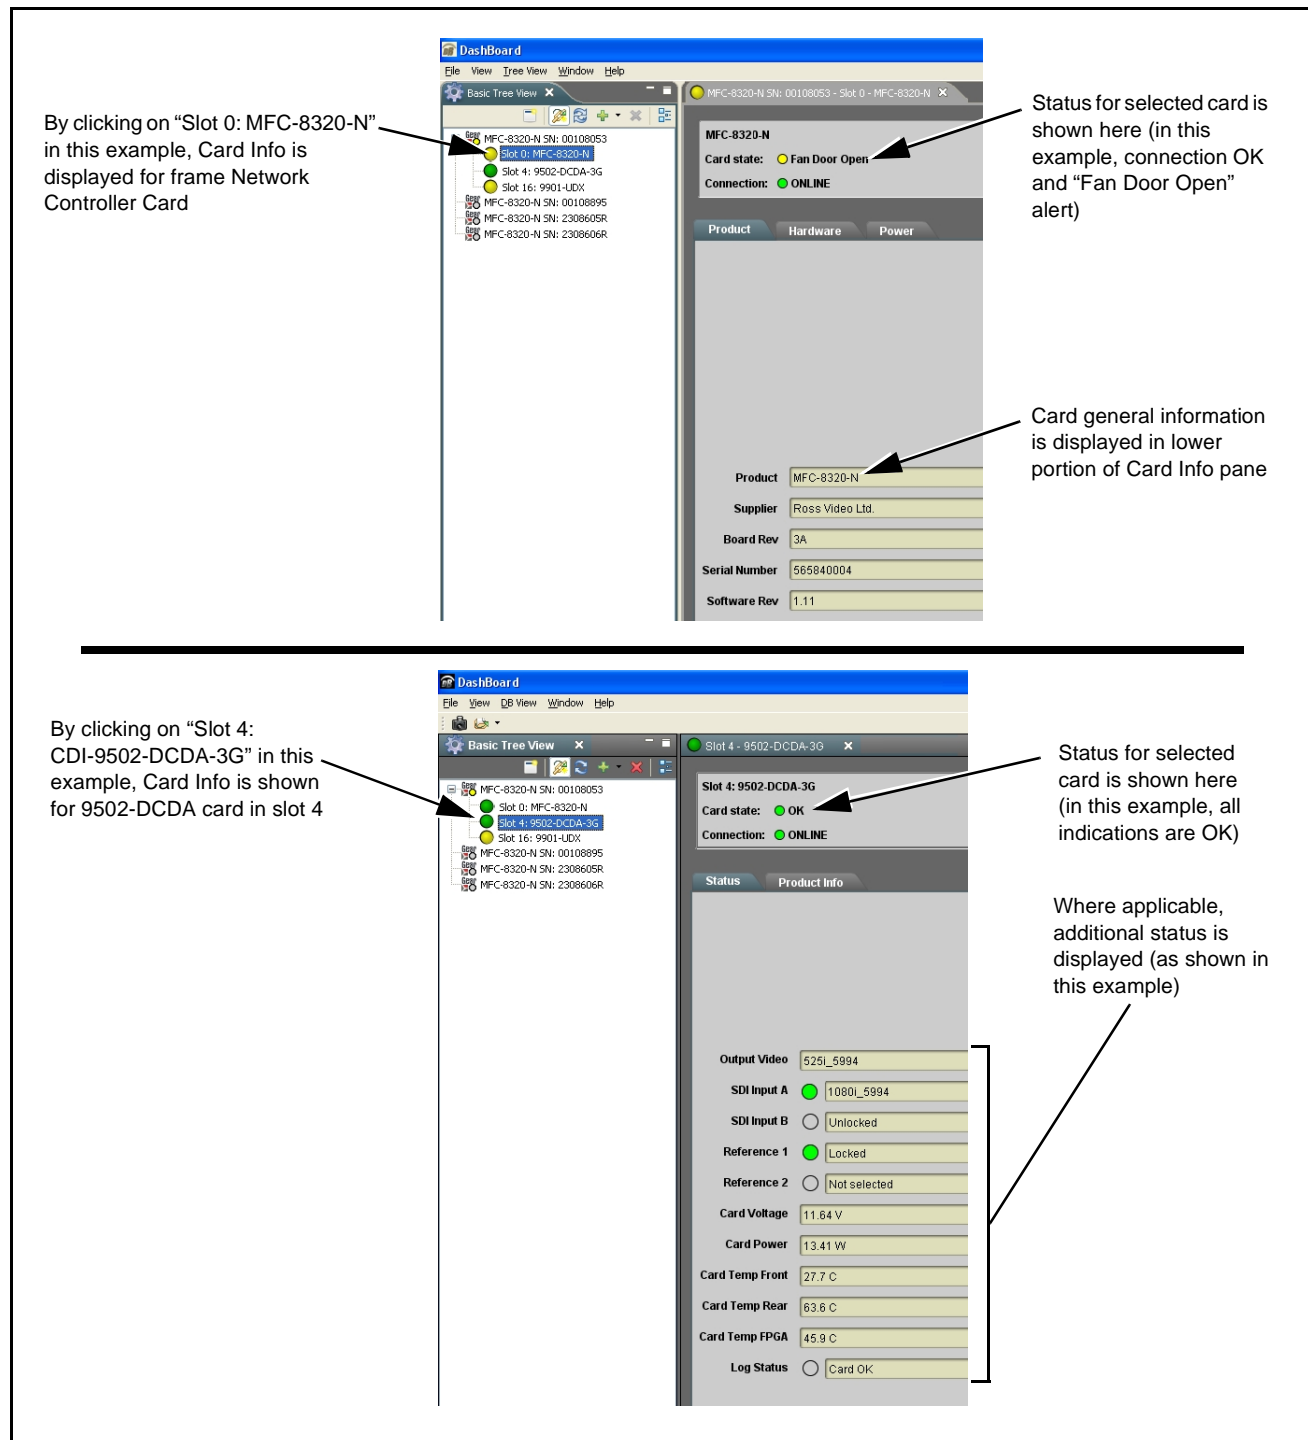 DashBoard
File View Tree View Window Help
Basic Tree View
MFC-8320-N SN: 00108053 - Slot 0 - MFC-8320-N
By clicking on “Slot 0: MFC-8320-N”
in this example, Card Info is
displayed for frame Network
Controller Card
MFC-8320-N SN: 00108053
Slot 0: MFC-8320-N
Slot 4: 9502-DCDA-3G
Slot 16: 9901-UDX
MFC-8320-N SN: 00108895
MFC-8320-N SN: 2308605R
MFC-8320-N SN: 2308606R
MFC-8320-N
Card state: Fan Door Open
Connection: ONLINE
Product Hardware Power
Status for selected card is
shown here (in this
example, connection OK
and “Fan Door Open”
alert)
Card general information
is displayed in lower
portion of Card Info pane
Product MFC-8320-N
Supplier Ross Video Ltd.
Board Rev 3A
Serial Number 565840004
Software Rev 1.11
DashBoard
File View DB View Window Help
Basic Tree View
Slot 4 - 9502-DCDA-3G
By clicking on “Slot 4:
CDI-9502-DCDA-3G” in this
example, Card Info is shown
for 9502-DCDA card in slot 4
MFC-8320-N SN: 00108053
Slot 0: MFC-8320-N
Slot 4: 9502-DCDA-3G
Slot 16: 9901-UDX
MFC-8320-N SN: 00108895
MFC-8320-N SN: 2308605R
MFC-8320-N SN: 2308606R
Slot 4: 9502-DCDA-3G
Card state: OK
Connection: ONLINE
Status Product Info
Status for selected
card is shown here
(in this example, all
indications are OK)
Where applicable,
additional status is
displayed (as shown in
this example)
Output Video 525i_5994
SDI Input A 1080i_5994
SDI Input B Unlocked
Reference 1 Locked
Reference 2 Not selected
Card Voltage 11.64 V
Card Power 13.41 W
Card Temp Front 27.7 C
Card Temp Rear 63.6 C
Card Temp FPGA 45.9 C
Log Status Card OK